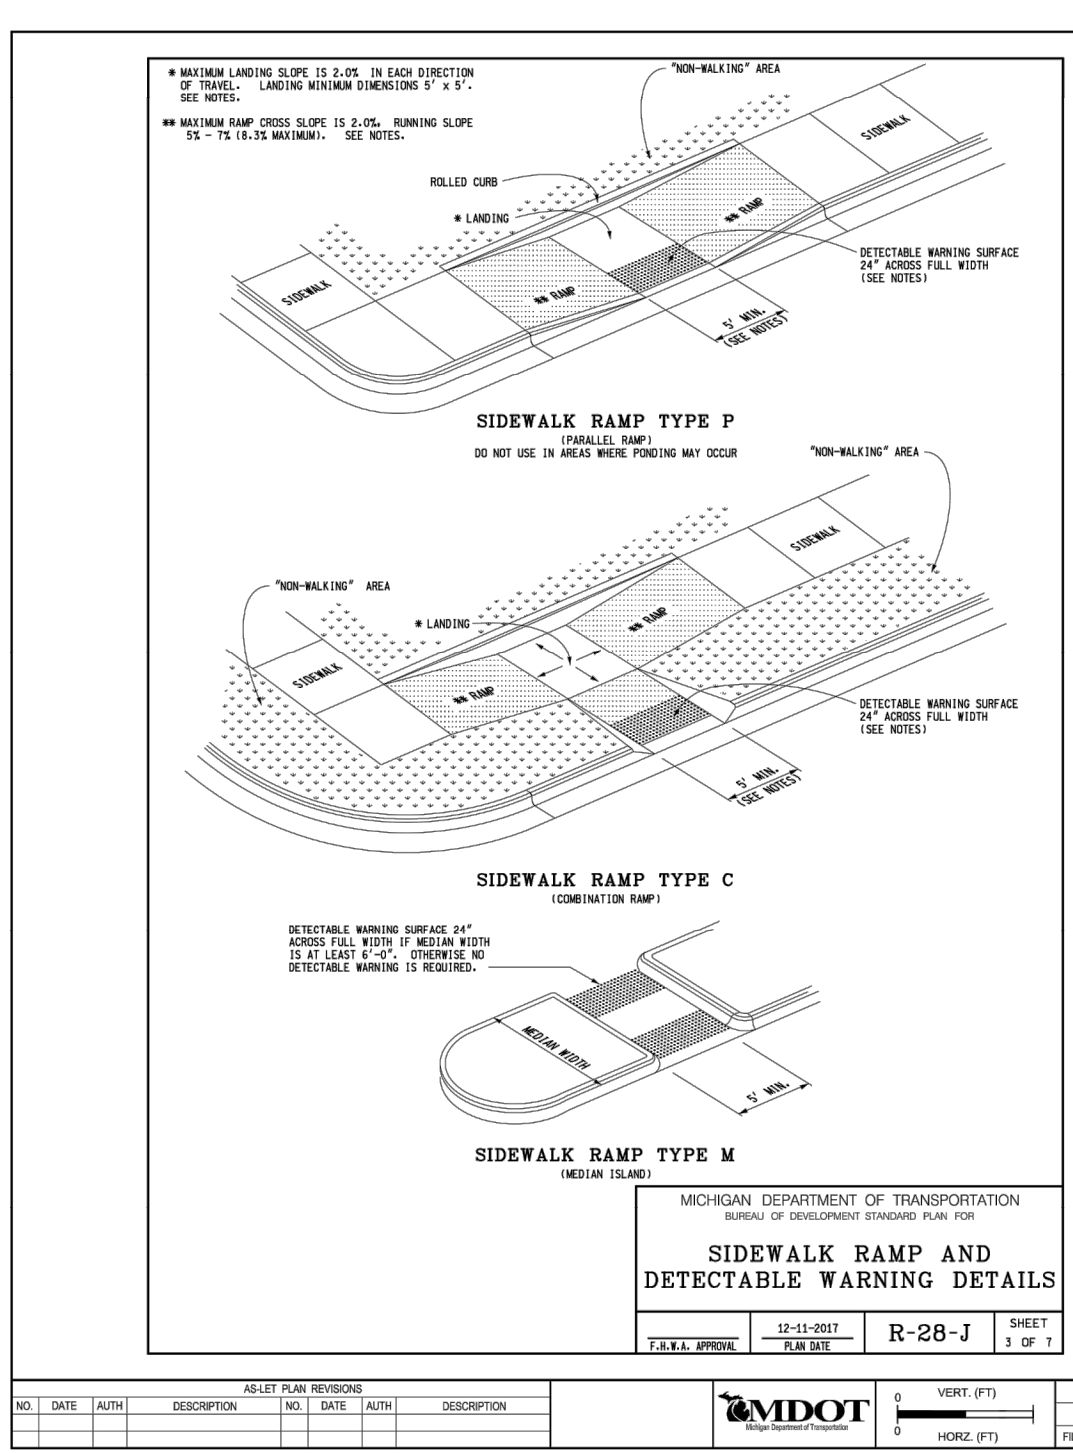 * MAXIMUM LANDING SLOPE IS 2.0% IN EACH DIRECTION
OF TRAVEL. LANDING MINIMUM DIMENSIONS 5' x 5'.
SEE NOTES.
** MAXIMUM RAMP CROSS SLOPE IS 2.0%, RUNNING SLOPE
5% - 7% (8.3% MAXIMUM). SEE NOTES.
"NON-WALKING" AREA
SIDEWALK
ROLLED CURB
* LANDING
** RAMP
DETECTABLE WARNING SURFACE
24" ACROSS FULL WIDTH
(SEE NOTES)
SIDEWALK
** RAMP
5' MIN.
(SEE NOTES)
SIDEWALK RAMP TYPE P
(PARALLEL RAMP)
DO NOT USE IN AREAS WHERE PONDING MAY OCCUR
"NON-WALKING" AREA
SIDEWALK
"NON-WALKING" AREA
* LANDING
** RAMP
SIDEWALK
** RAMP
DETECTABLE WARNING SURFACE
24" ACROSS FULL WIDTH
(SEE NOTES)
5' MIN.
(SEE NOTES)
SIDEWALK RAMP TYPE C
(COMBINATION RAMP)
DETECTABLE WARNING SURFACE 24"
ACROSS FULL WIDTH IF MEDIAN WIDTH
IS AT LEAST 6'-0". OTHERWISE NO
DETECTABLE WARNING IS REQUIRED.
MEDIAN WIDTH
5' MIN.
SIDEWALK RAMP TYPE M
(MEDIAN ISLAND)
MICHIGAN DEPARTMENT OF TRANSPORTATION
BUREAU OF DEVELOPMENT STANDARD PLAN FOR
SIDEWALK RAMP AND
DETECTABLE WARNING DETAILS
F.H.W.A. APPROVAL
12-11-2017
PLAN DATE
R-28-J
SHEET
3 OF 7
AS-LET PLAN REVISIONS
NO. DATE AUTH DESCRIPTION NO. DATE AUTH DESCRIPTION
MDOT
Michigan Department of Transportation
0 VERT. (FT)
0 HORZ. (FT)